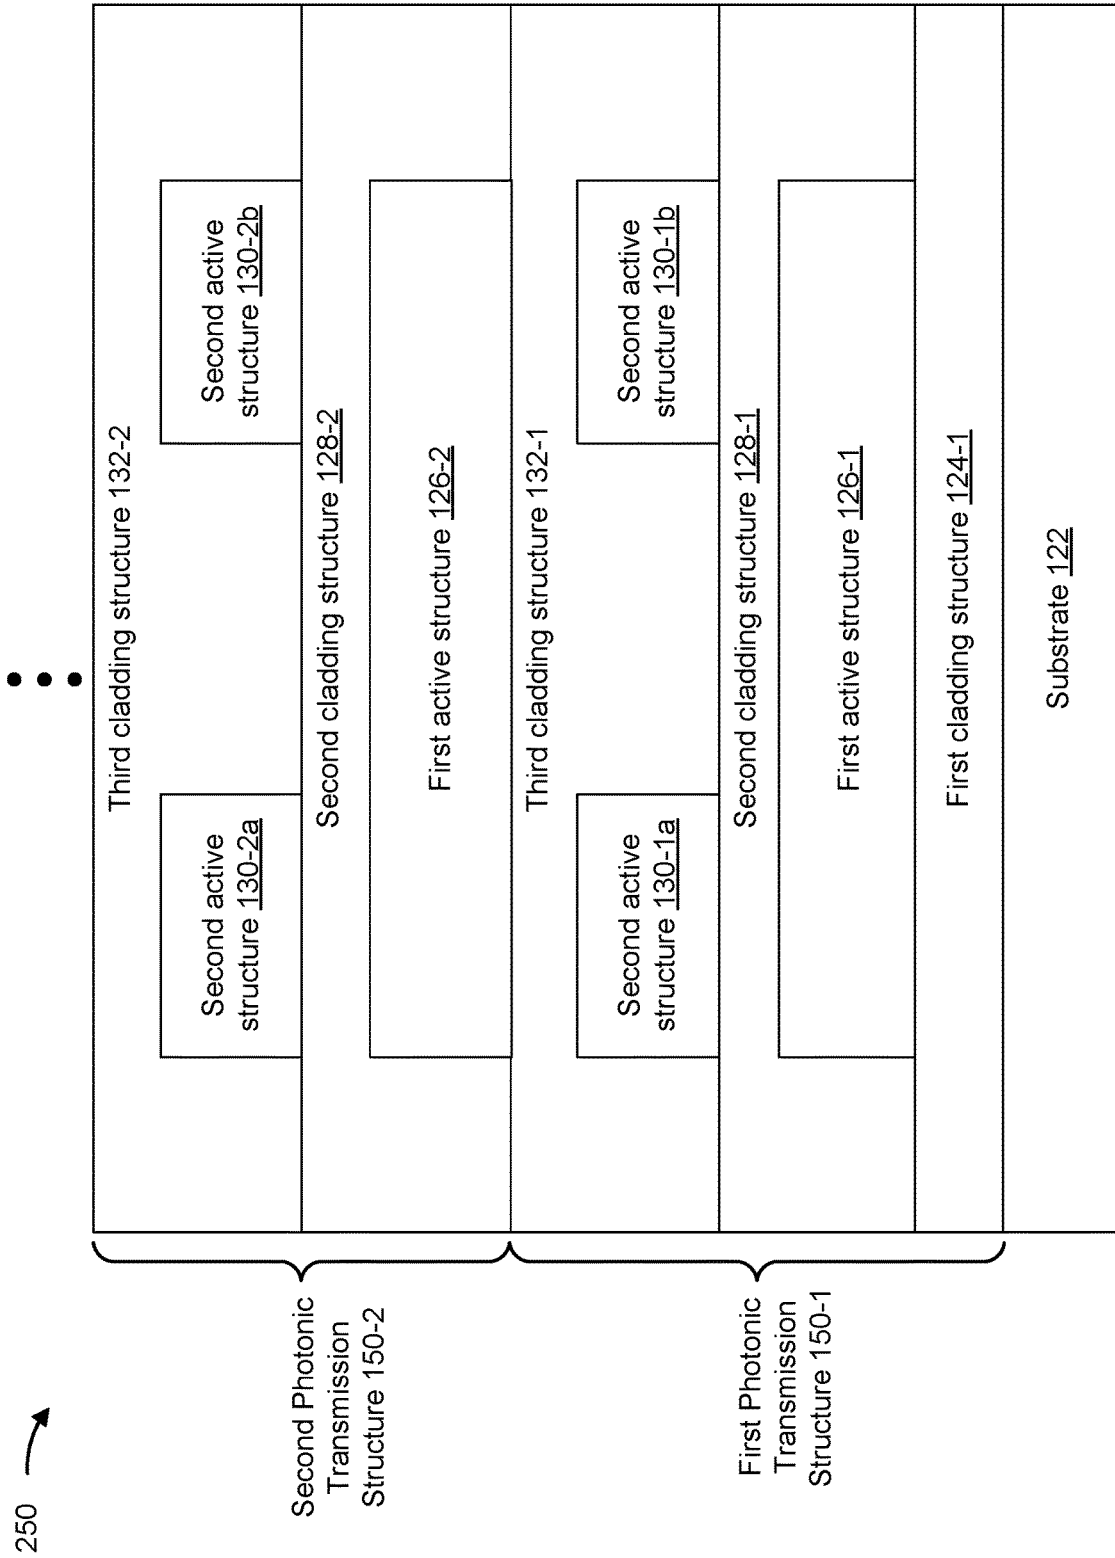 250
Third cladding structure 132-2
Second active
structure 130-2a
Second active
structure 130-2b
Second cladding structure 128-2
First active structure 126-2
Second Photonic
Transmission
Structure 150-2
Third cladding structure 132-1
Second active
structure 130-1a
Second active
structure 130-1b
Second cladding structure 128-1
First active structure 126-1
First cladding structure 124-1
First Photonic
Transmission
Structure 150-1
Substrate 122